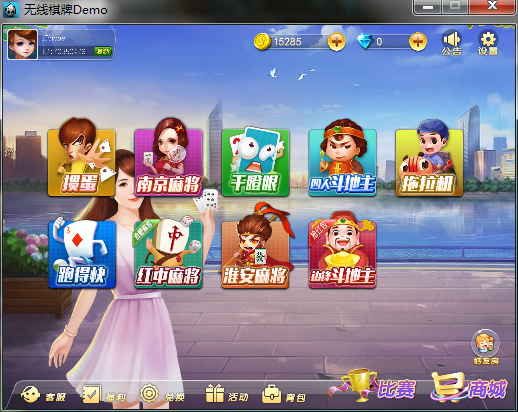 无线棋牌Demo
15285
0
公告
设置
掼蛋
南京麻将
干瞪眼
四人斗地主
拖拉机
跑得快
红中麻将
淮安麻将
斗地主
好友房
客服
福利
兑换
活动
背包
比赛
商城